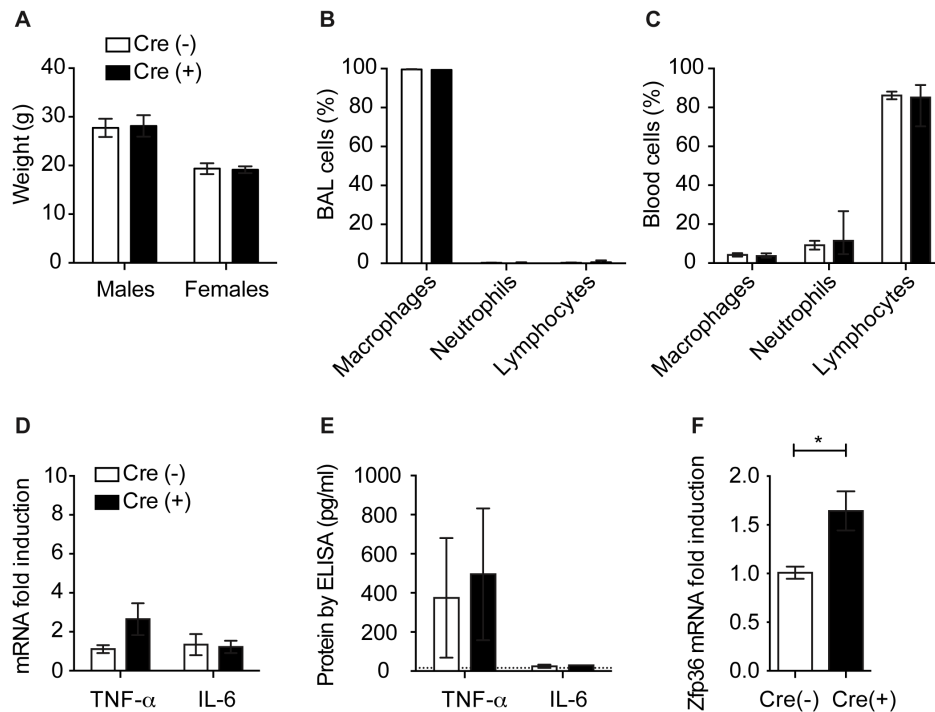 A
Cre (-)
Cre (+)
Weight (g)
40
30
20
10
0
Males Females
B
BAL cells (%)
100
80
60
40
20
0
Macrophages
Neutrophils
Lymphocytes
C
Blood cells (%)
100
80
60
40
20
0
Macrophages
Neutrophils
Lymphocytes
D
Cre (-)
Cre (+)
mRNA fold induction
10
8
6
4
2
0
TNF-α IL-6
E
Protein by ELISA (pg/ml)
1000
800
600
400
200
0
TNF-α IL-6
F
*
Zfp36 mRNA fold induction
2.0
1.5
1.0
0.5
0.0
Cre(-) Cre(+)